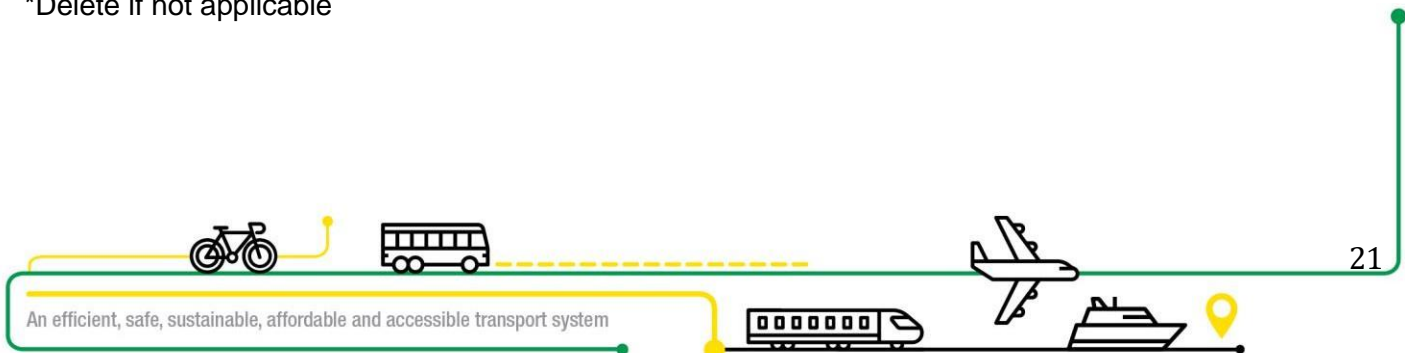 *Delete if not applicable
21
An efficient, safe, sustainable, affordable and accessible transport system